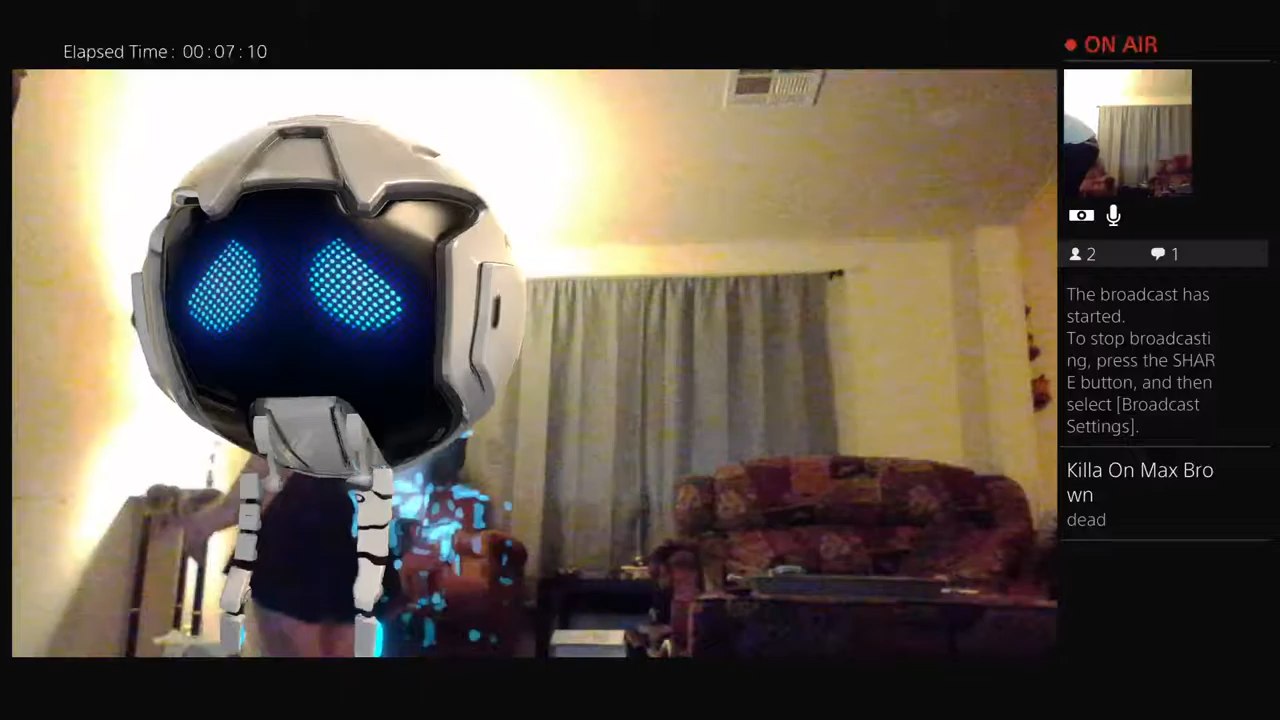 Elapsed Time: 00:07:10
ON AIR
2
1
The broadcast has
started.
To stop broadcasti
ng, press the SHAR
E button, and then
select [Broadcast
Settings].
Killa On Max Bro
wn
dead